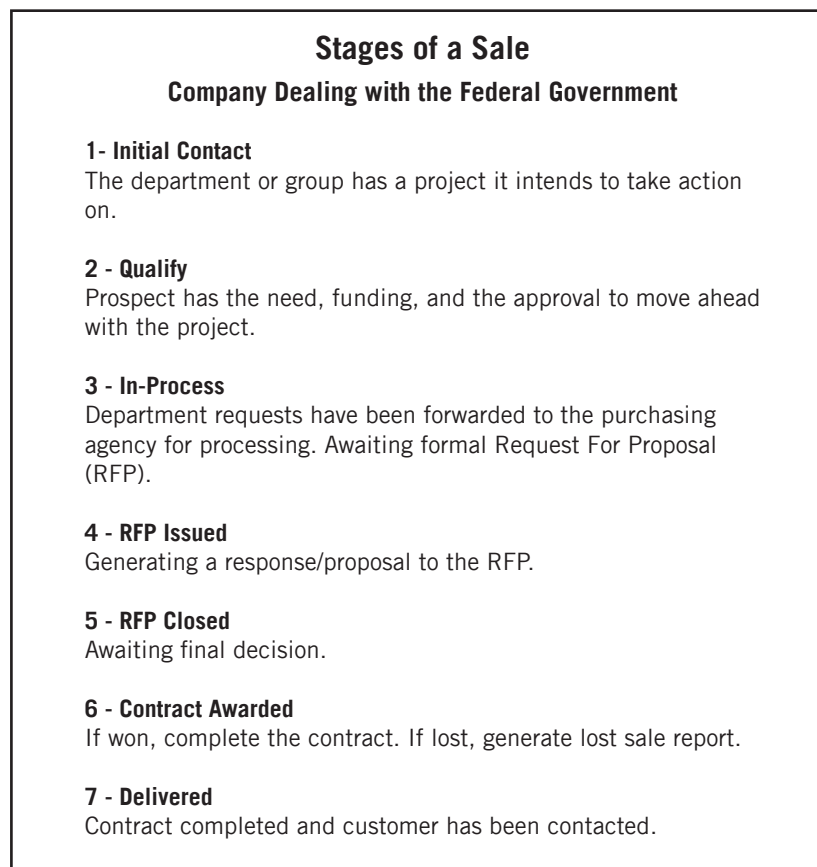 Stages of a Sale
Company Dealing with the Federal Government
1- Initial Contact
The department or group has a project it intends to take action
on.
2 - Qualify
Prospect has the need, funding, and the approval to move ahead
with the project.
3 - In-Process
Department requests have been forwarded to the purchasing
agency for processing. Awaiting formal Request For Proposal
(RFP).
4 - RFP Issued
Generating a response/proposal to the RFP.
5 - RFP Closed
Awaiting final decision.
6 - Contract Awarded
If won, complete the contract. If lost, generate lost sale report.
7 - Delivered
Contract completed and customer has been contacted.